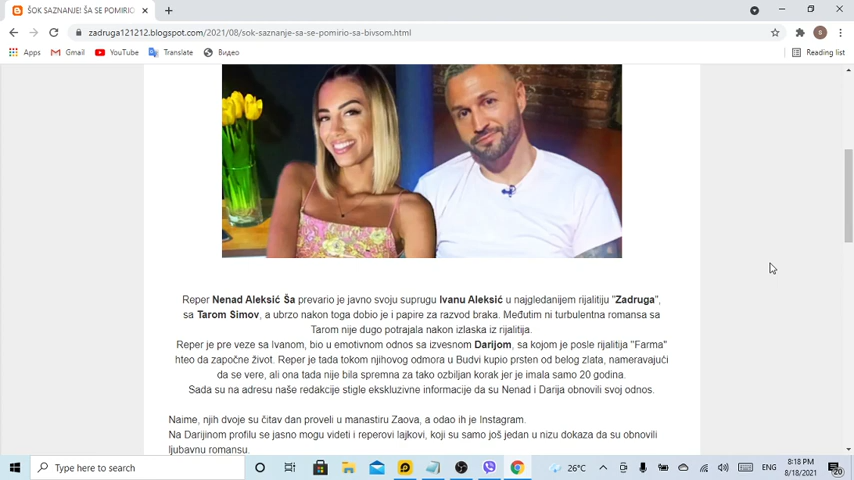 ŠOK SAZNANJE! ŠA SE POMIRIO
zadruga121212.blogspot.com/2021/08/sok-saznanje-sa-se-pomirio-sa-bivsom.html
B
Apps Gmail YouTube Translate Видео Reading list
Reper Nenad Aleksić Ša prevario je javno svoju suprugu Ivanu Aleksić u najgledanijem rijalitiju "Zadruga",
sa Tarom Simov, a ubrzo nakon toga dobio je i papire za razvod braka. Međutim ni turbulentna romansa sa
Tarom nije dugo potrajala nakon izlaska iz rijalitija.
Reper je pre veze sa Ivanom, bio u emotivnom odnos sa izvesnom Darijom, sa kojom je posle rijalitija "Farma"
hteo da započne život. Reper je tada tokom njihovog odmora u Budvi kupio prsten od belog zlata, nameravajući
da se vere, ali ona tada nije bila spremna za tako ozbiljan korak jer je imala samo 20 godina.
Sada su na adresu naše redakcije stigle ekskluzivne informacije da su Nenad i Darija obnovili svoj odnos.
Naime, njih dvoje su čitav dan proveli u manastiru Zaova, a odao ih je Instagram.
Na Darijinom profilu se jasno mogu videti i reperovi lajkovi, koji su samo još jedan u nizu dokaza da su obnovili
ljubavnu romansu.
Type here to search
26°C
ENG
8:18 PM
8/18/2021
20